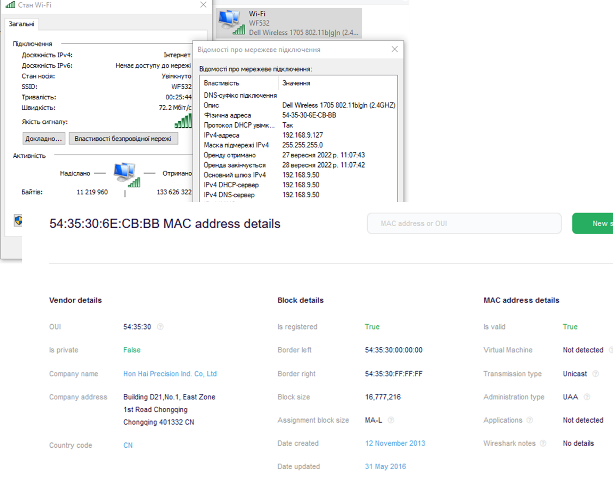 Стан Wi-Fi
Загальні
Підключення
Досяжність IPv4: Інтернет
Досяжність IPv6: Немає доступу до мережі
Стан носія: Увімкнуто
SSID: WF532
Тривалість: 00:25:44
Швидкість: 72.2 Мбіт/с
Якість сигналу:
Докладно... Властивості безпровідної мережі
Активність
Надіслано Отримано
Байтів: 11 219 960 133 626 322
Wi-Fi
WF532
Dell Wireless 1705 802.11b|g|n (2.4...
Відомості про мережеве підключення
Відомості про мережеве підключення:
Властивість Значення
DNS-суфікс підключення
Опис Dell Wireless 1705 802.11b|g|n (2.4GHZ)
Фізична адреса 54-35-30-6E-CB-BB
Протокол DHCP увімк... Так
IPv4-адреса 192.168.9.127
Маска підмережі IPv4 255.255.255.0
Оренду отримано 27 вересня 2022 р. 11:07:43
Оренда закінчується 28 вересня 2022 р. 11:07:42
Основний шлюз IPv4 192.168.9.50
IPv4 DHCP-сервер 192.168.9.50
IPv4 DNS-сервер 192.168.9.50
54:35:30:6E:CB:BB MAC address details
MAC address or OUI
New s
Vendor details
OUI 54:35:30
Is private False
Company name Hon Hai Precision Ind. Co, Ltd
Company address Building D21,No.1, East Zone
1st Road Chongqing
Chongqing 401332 CN
Country code CN
Block details
Is registered True
Border left 54:35:30:00:00:00
Border right 54:35:30:FF:FF:FF
Block size 16,777,216
Assignment block size MA-L
Date created 12 November 2013
Date updated 31 May 2016
MAC address details
Is valid True
Virtual Machine Not detected
Transmission type Unicast
Administration type UAA
Applications Not detected
Wireshark notes No details